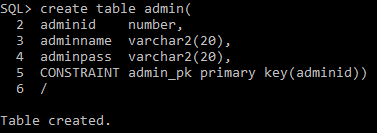 SQL> create table admin(
  2  adminid    number,
  3  adminname  varchar2(20),
  4  adminpass  varchar2(20),
  5  CONSTRAINT admin_pk primary key(adminid))
  6  /
Table created.